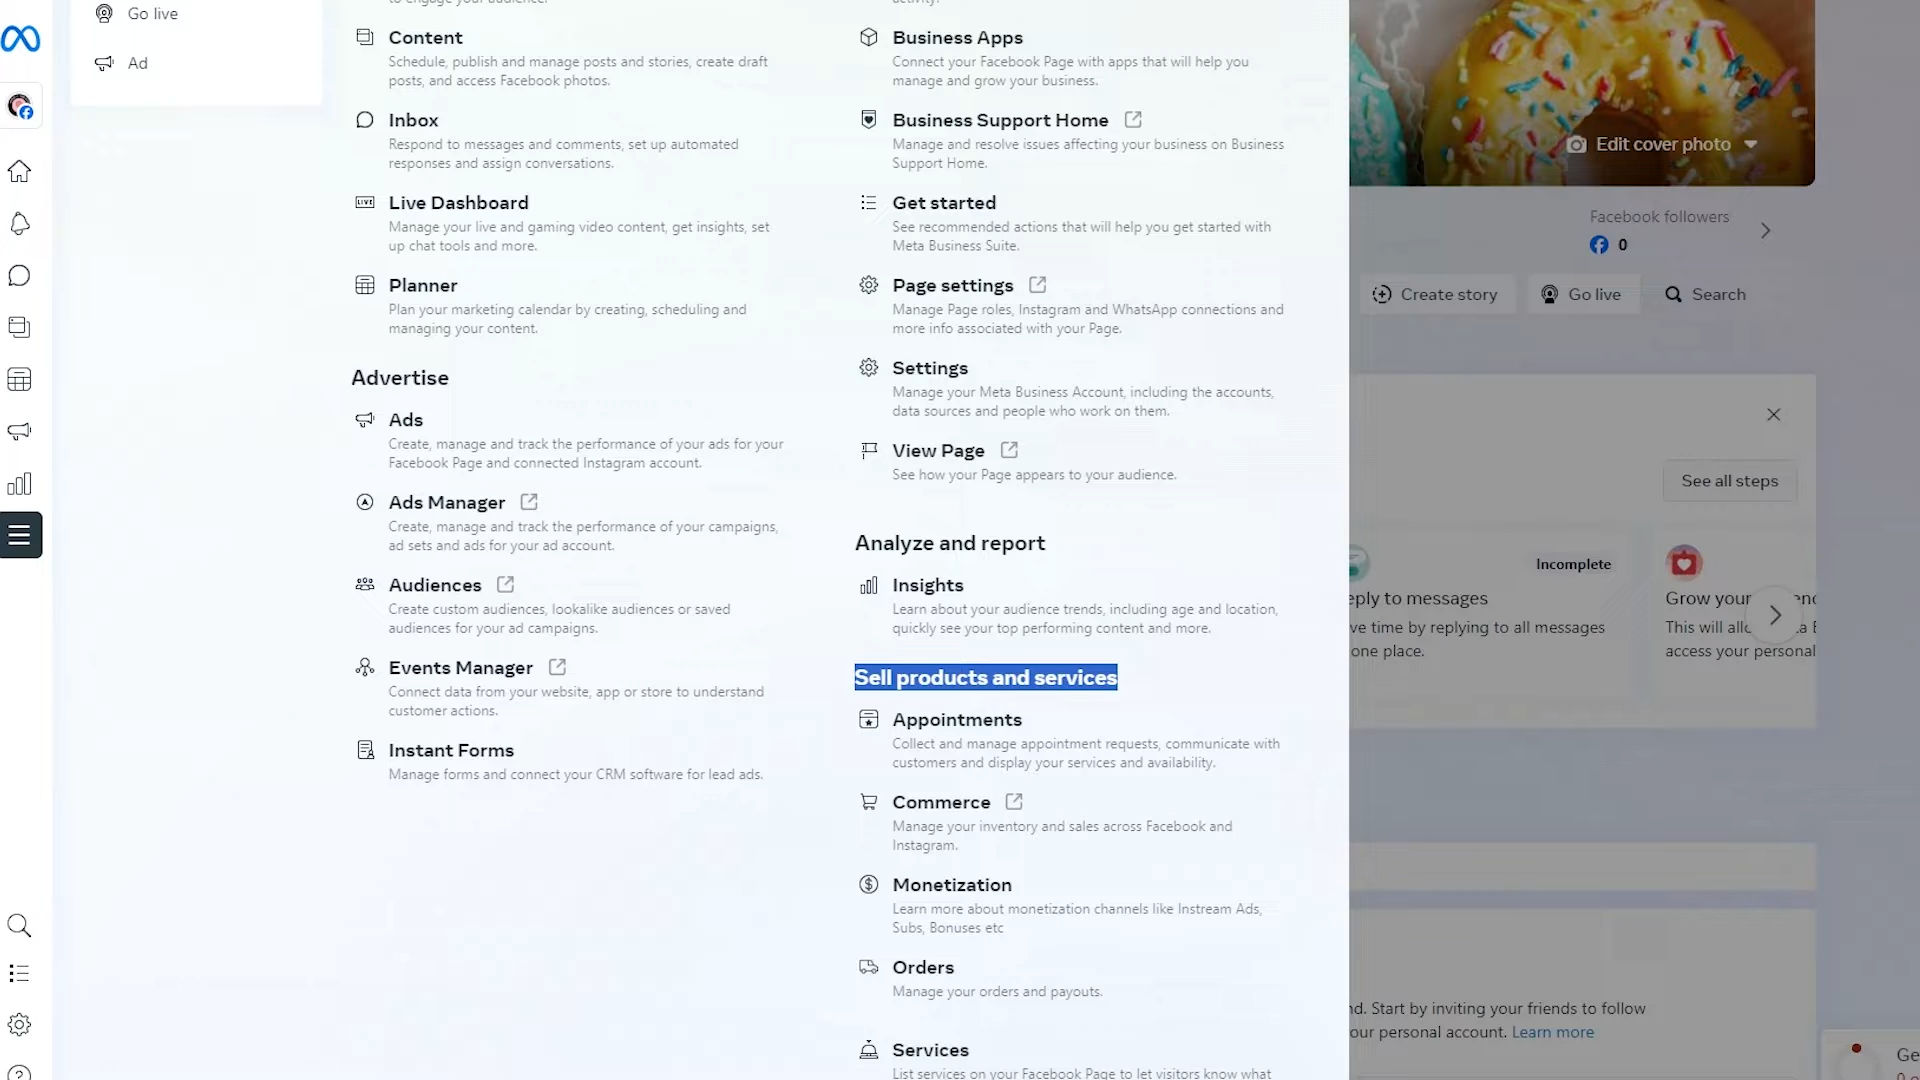 Go live
Ad
to engage your audience.
Content
Schedule, publish and manage posts and stories, create draft
posts, and access Facebook photos.
Inbox
Respond to messages and comments, set up automated
responses and assign conversations.
LIVE
Live Dashboard
Manage your live and gaming video content, get insights, set
up chat tools and more.
Planner
Plan your marketing calendar by creating, scheduling and
managing your content.
Advertise
Ads
Create, manage and track the performance of your ads for your
Facebook Page and connected Instagram account.
Ads Manager
Create, manage and track the performance of your campaigns,
ad sets and ads for your ad account.
Audiences
Create custom audiences, lookalike audiences or saved
audiences for your ad campaigns.
Events Manager
Connect data from your website, app or store to understand
customer actions.
Instant Forms
Manage forms and connect your CRM software for lead ads.
activity.
Business Apps
Connect your Facebook Page with apps that will help you
manage and grow your business.
Business Support Home
Manage and resolve issues affecting your business on Business
Support Home.
Get started
See recommended actions that will help you get started with
Meta Business Suite.
Page settings
Manage Page roles, Instagram and WhatsApp connections and
more info associated with your Page.
Settings
Manage your Meta Business Account, including the accounts,
data sources and people who work on them.
View Page
See how your Page appears to your audience.
Analyze and report
Insights
Learn about your audience trends, including age and location,
quickly see your top performing content and more.
Sell products and services
Appointments
Collect and manage appointment requests, communicate with
customers and display your services and availability.
Commerce
Manage your inventory and sales across Facebook and
Instagram.
Monetization
Learn more about monetization channels like Instream Ads,
Subs, Bonuses etc
Orders
Manage your orders and payouts.
Services
List services on your Facebook Page to let visitors know what
Edit cover photo
Facebook followers
0
Create story
Go live
Search
See all steps
Incomplete
eply to messages
ve time by replying to all messages
one place.
Grow your
This will
access your personal
nd. Start by inviting your friends to follow
our personal account. Learn more
Ge